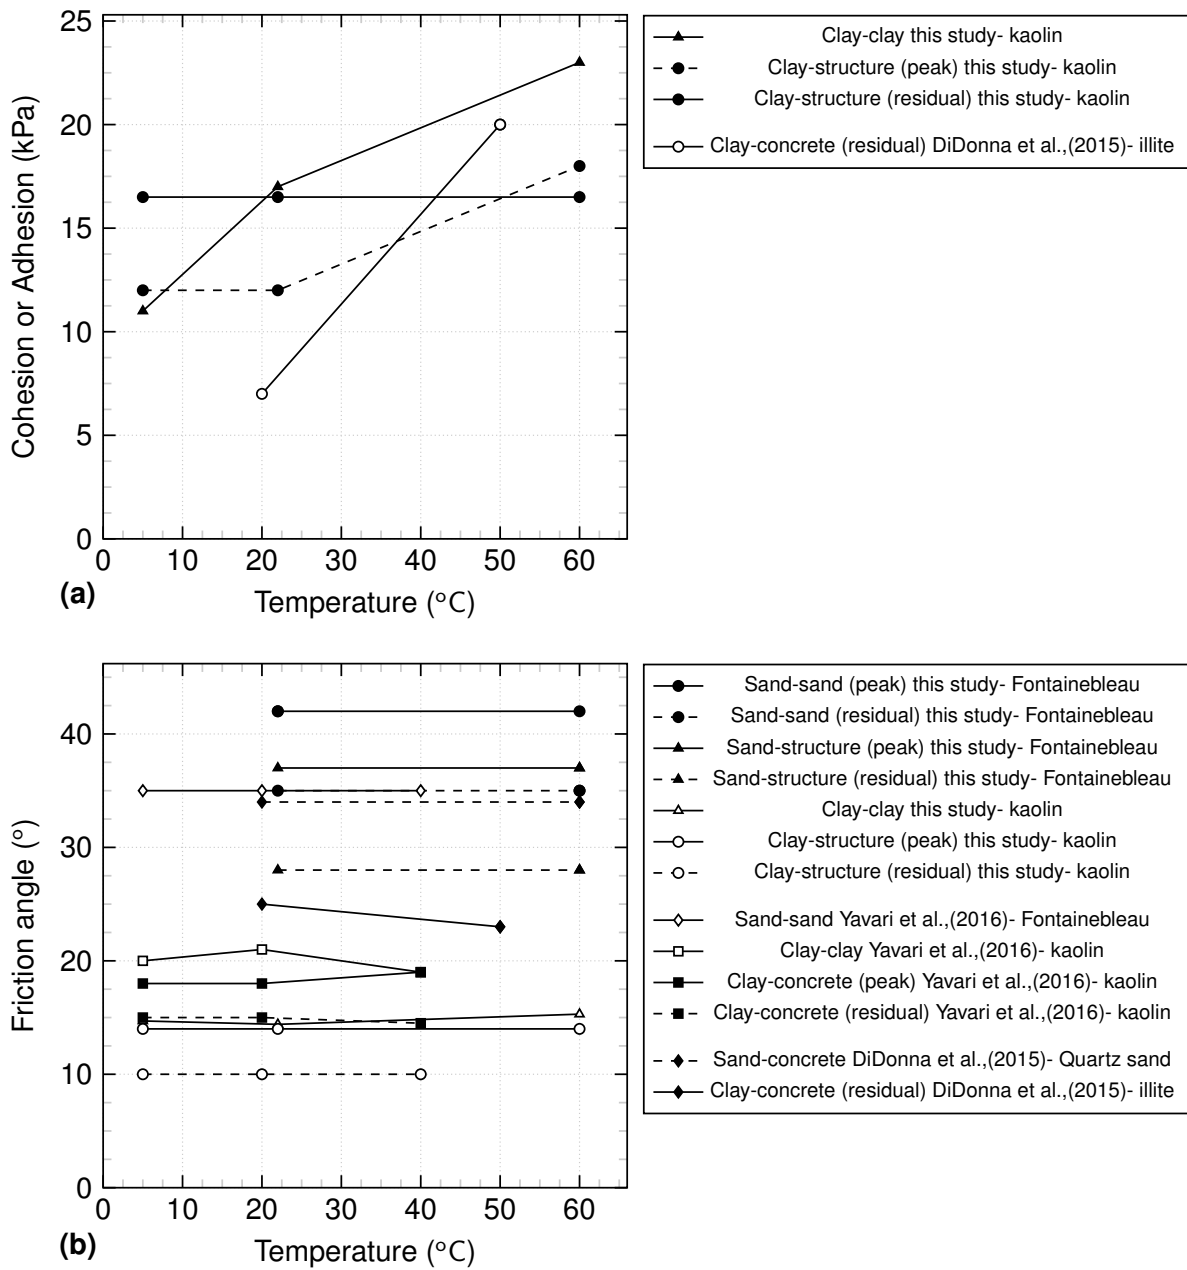 25
20
15
10
5
0
0 10 20 30 40 50 60
Cohesion or Adhesion (kPa)
Temperature (°C)
(a)
Clay-clay this study- kaolin
Clay-structure (peak) this study- kaolin
Clay-structure (residual) this study- kaolin
Clay-concrete (residual) DiDonna et al.,(2015)- illite
40
30
20
10
0
0 10 20 30 40 50 60
Friction angle (°)
Temperature (°C)
(b)
Sand-sand (peak) this study- Fontainebleau
Sand-sand (residual) this study- Fontainebleau
Sand-structure (peak) this study- Fontainebleau
Sand-structure (residual) this study- Fontainebleau
Clay-clay this study- kaolin
Clay-structure (peak) this study- kaolin
Clay-structure (residual) this study- kaolin
Sand-sand Yavari et al.,(2016)- Fontainebleau
Clay-clay Yavari et al.,(2016)- kaolin
Clay-concrete (peak) Yavari et al.,(2016)- kaolin
Clay-concrete (residual) Yavari et al.,(2016)- kaolin
Sand-concrete DiDonna et al.,(2015)- Quartz sand
Clay-concrete (residual) DiDonna et al.,(2015)- illite